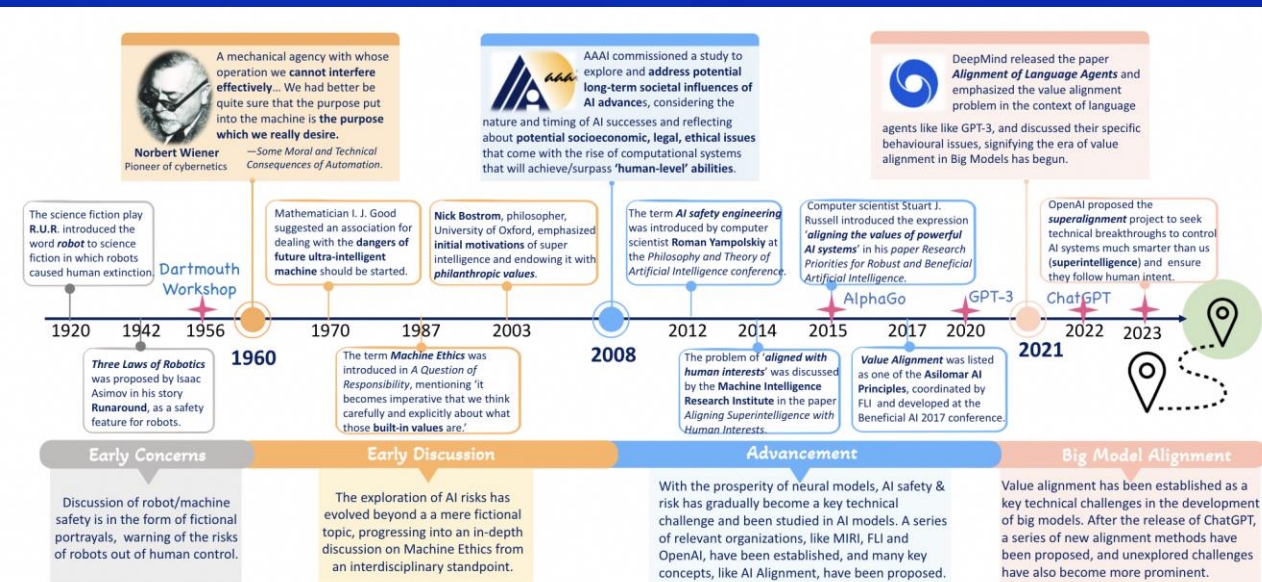 A mechanical agency with whose
operation we cannot interfere
effectively... We had better be
quite sure that the purpose put
into the machine is the purpose
which we really desire.
Norbert Wiener
Pioneer of cybernetics
—Some Moral and Technical
Consequences of Automation.
aaai
AAAI commissioned a study to
explore and address potential
long-term societal influences of
AI advances, considering the
nature and timing of AI successes and reflecting
about potential socioeconomic, legal, ethical issues
that come with the rise of computational systems
that will achieve/surpass ‘human-level’ abilities.
DeepMind released the paper
Alignment of Language Agents and
emphasized the value alignment
problem in the context of language
agents like like GPT-3, and discussed their specific
behavioural issues, signifying the era of value
alignment in Big Models has begun.
The science fiction play
R.U.R. introduced the
word robot to science
fiction in which robots
caused human extinction.
Dartmouth
Workshop
Mathematician I. J. Good
suggested an association for
dealing with the dangers of
future ultra-intelligent
machine should be started.
Nick Bostrom, philosopher,
University of Oxford, emphasized
initial motivations of super
intelligence and endowing it with
philanthropic values.
The term AI safety engineering
was introduced by computer
scientist Roman Yampolskiy at
the Philosophy and Theory of
Artificial Intelligence conference.
Computer scientist Stuart J.
Russell introduced the expression
‘aligning the values of powerful
AI systems’ in his paper Research
Priorities for Robust and Beneficial
Artificial Intelligence.
OpenAI proposed the
superalignment project to seek
technical breakthroughs to control
AI systems much smarter than us
(superintelligence) and ensure
they follow human intent.
AlphaGo
GPT-3
ChatGPT
1920
1942
1956
1960
1970
1987
2003
2008
2012
2014
2015
2017
2020
2021
2022
2023
Three Laws of Robotics
was proposed by Isaac
Asimov in his story
Runaround, as a safety
feature for robots.
The term Machine Ethics was
introduced in A Question of
Responsibility, mentioning ‘it
becomes imperative that we think
carefully and explicitly about what
those built-in values are.’
The problem of ‘aligned with
human interests’ was discussed
by the Machine Intelligence
Research Institute in the paper
Aligning Superintelligence with
Human Interests.
Value Alignment was listed
as one of the Asilomar AI
Principles, coordinated by
FLI and developed at the
Beneficial AI 2017 conference.
Early Concerns
Early Discussion
Advancement
Big Model Alignment
Discussion of robot/machine
safety is in the form of fictional
portrayals, warning of the risks
of robots out of human control.
The exploration of AI risks has
evolved beyond a a mere fictional
topic, progressing into an in-depth
discussion on Machine Ethics from
an interdisciplinary standpoint.
With the prosperity of neural models, AI safety &
risk has gradually become a key technical
challenge and been studied in AI models. A series
of relevant organizations, like MIRI, FLI and
OpenAI, have been established, and many key
concepts, like AI Alignment, have been proposed.
Value alignment has been established as a
key technical challenges in the development
of big models. After the release of ChatGPT,
a series of new alignment methods have
been proposed, and unexplored challenges
have also become more prominent.